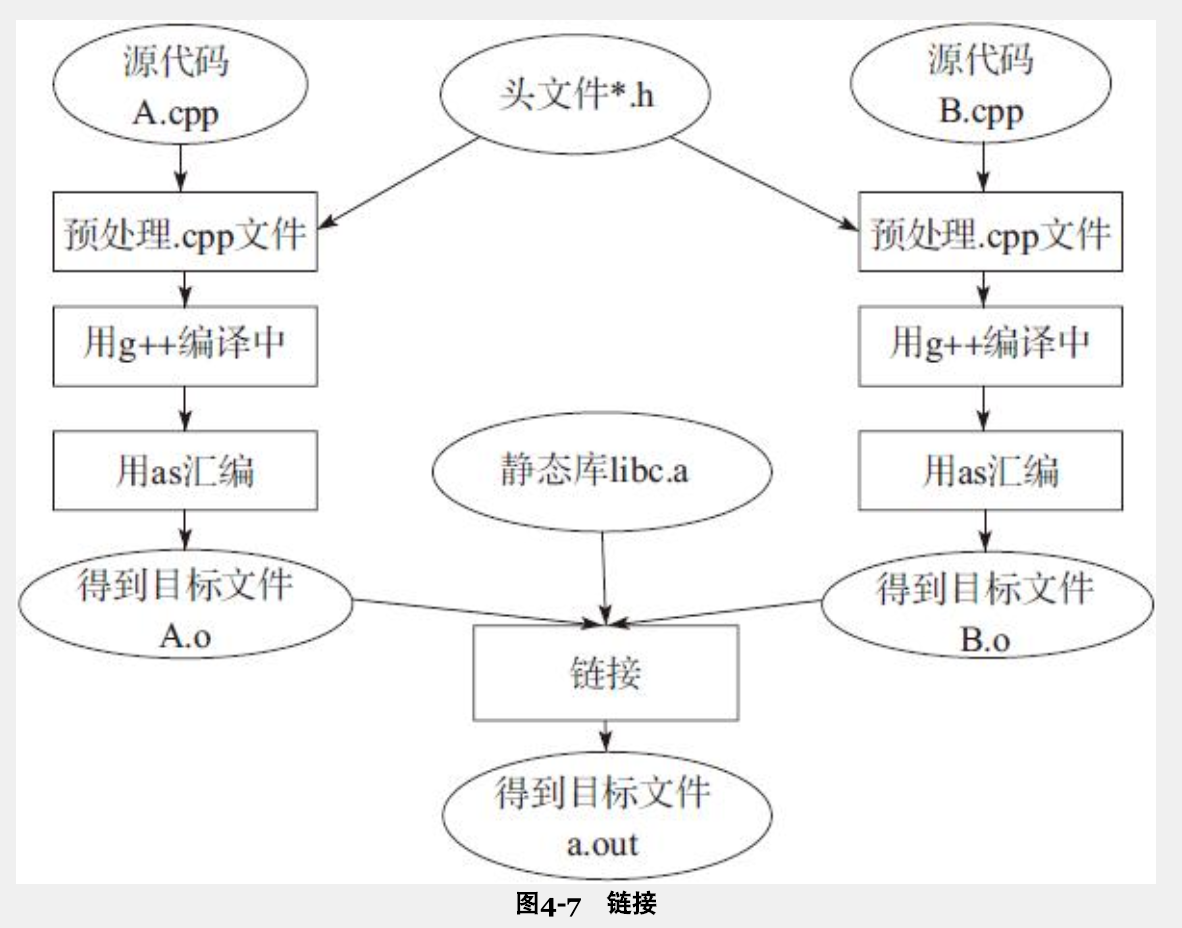 源代码
A.cpp
头文件*.h
源代码
B.cpp
预处理.cpp文件
预处理.cpp文件
用g++编译中
用g++编译中
用as汇编
静态库libc.a
用as汇编
得到目标文件
A.o
得到目标文件
B.o
链接
得到目标文件
a.out
图4-7 链接